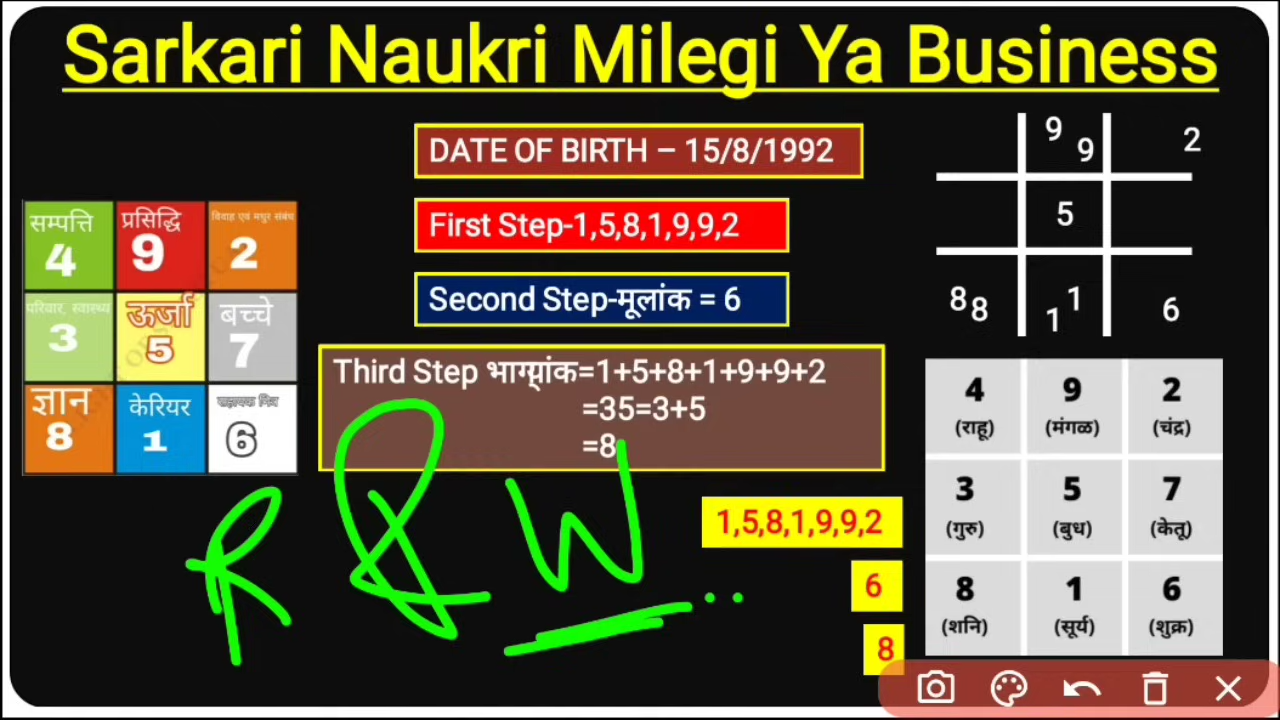 Sarkari Naukri Milegi Ya Business
DATE OF BIRTH – 15/8/1992
First Step-1,5,8,1,9,9,2
Second Step-मूलांक = 6
Third Step भाग्यांक=1+5+8+1+9+9+2
=35=3+5
=8
सम्पत्ति प्रसिद्धि विवाह एवं मधुर संबंध
4 9 2
परिवार, स्वास्थ्य ऊर्जा बच्चे
3 5 7
ज्ञान केरियर
8 1 6
R & W ..
1,5,8,1,9,9,2
6
8
9 9 2
5
8 8 1 1 6
4 9 2
(राहू) (मंगळ) (चंद्र)
3 5 7
(गुरु) (बुध) (केतू)
8 1 6
(शनि) (सूर्य) (शुक्र)